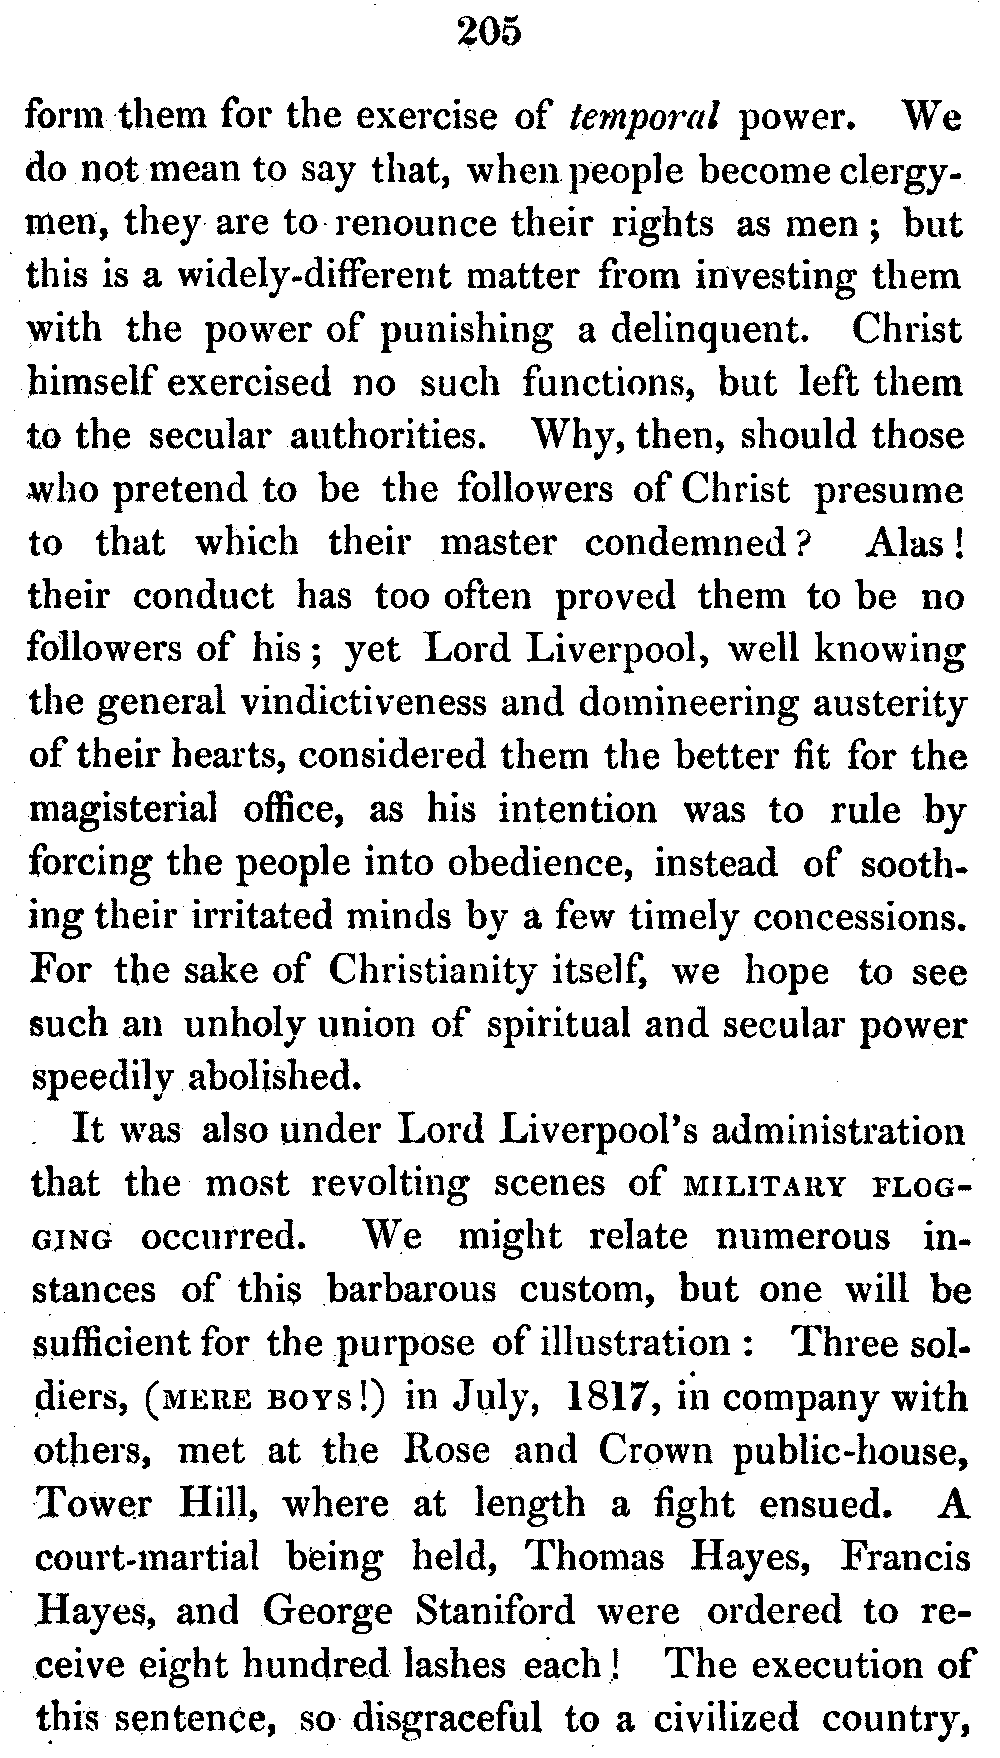 205
form them for the exercise of temporal power. We
do not mean to say that, when people become clergy-
men, they are to renounce their rights as men ; but
this is a widely-different matter from investing them
with the power of punishing a delinquent. Christ
himself exercised no such functions, but left them
to the secular authorities. Why, then, should those
who pretend to be the followers of Christ presume
to that which their master condemned ? Alas !
their conduct has too often proved them to be no
followers of his ; yet Lord Liverpool, well knowing
the general vindictiveness and domineering austerity
of their hearts, considered them the better fit for the
magisterial office, as his intention was to rule by
forcing the people into obedience, instead of sooth-
ing their irritated minds by a few timely concessions.
For the sake of Christianity itself, we hope to see
such an unholy union of spiritual and secular power
speedily abolished.
It was also under Lord Liverpool's administration
that the most revolting scenes of MILITARY FLOG-
GING occurred. We might relate numerous in-
stances of this barbarous custom, but one will be
sufficient for the purpose of illustration : Three sol-
diers, (MERE BOYS!) in July, 1817, in company with
others, met at the Rose and Crown public-house,
Tower Hill, where at length a fight ensued. A
court-martial being held, Thomas Hayes, Francis
Hayes, and George Staniford were ordered to re-
ceive eight hundred lashes each ! The execution of
this sentence, so disgraceful to a civilized country,